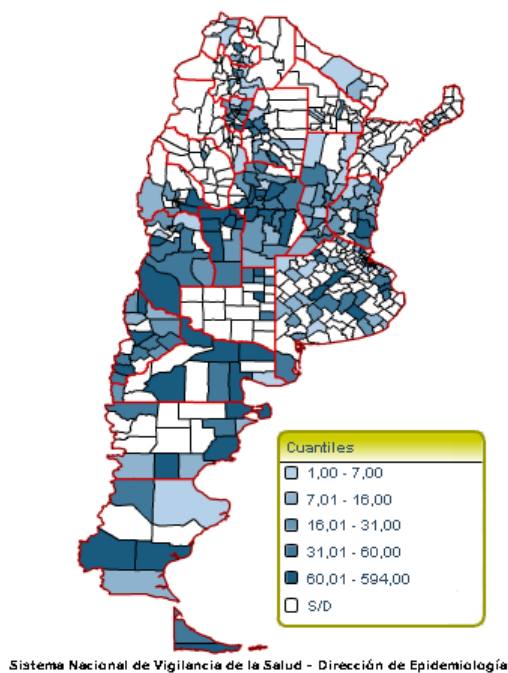 Cuantiles
1,00 - 7,00
7,01 - 16,00
16,01 - 31,00
31,01 - 60,00
60,01 - 594,00
S/D
Sistema Nacional de Vigilancia de la Salud - Dirección de Epidemiología